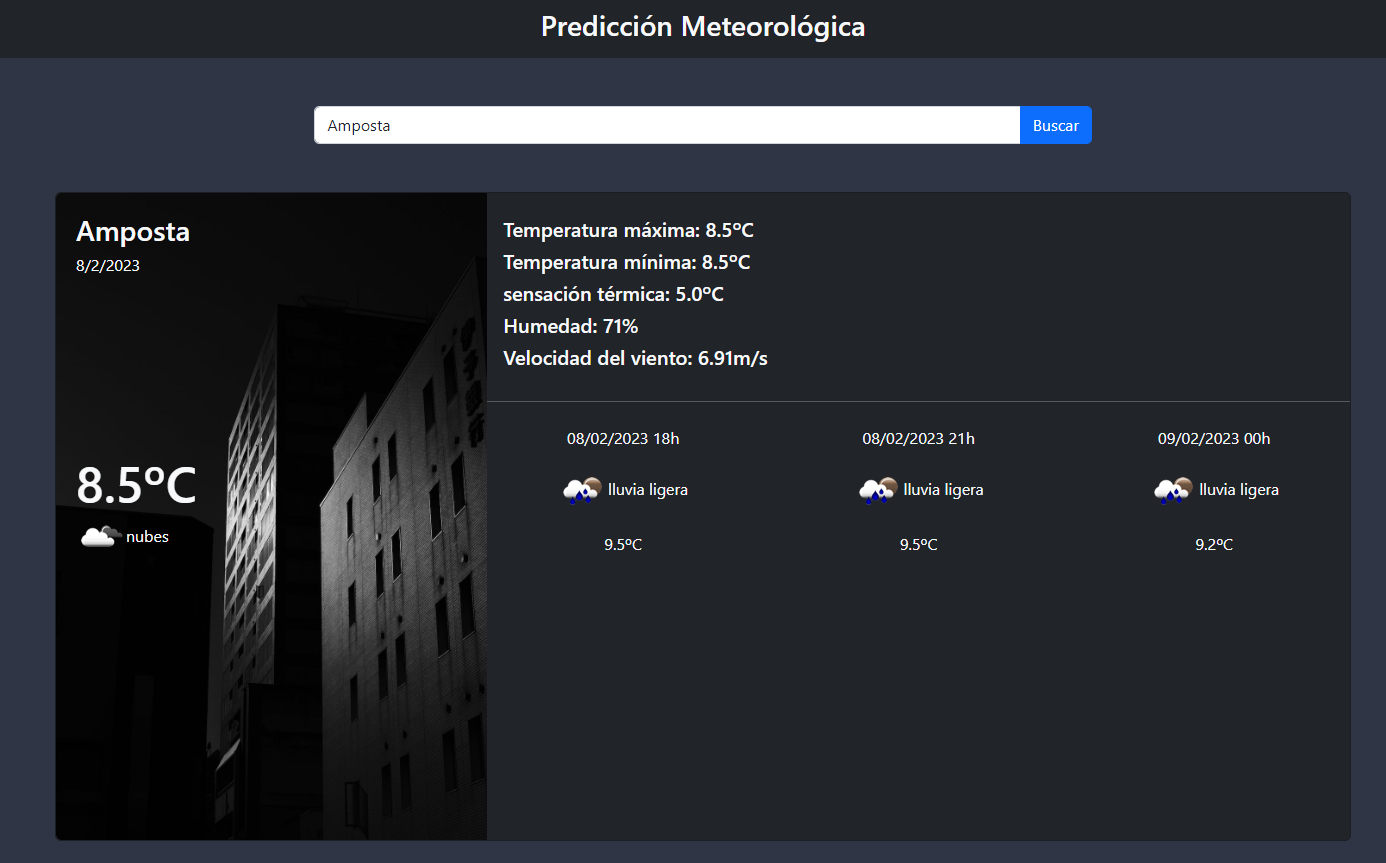 Predicción Meteorológica
Amposta
Buscar
Amposta
8/2/2023
8.5ºC
nubes
Temperatura máxima: 8.5ºC
Temperatura mínima: 8.5ºC
sensación térmica: 5.0ºC
Humedad: 71%
Velocidad del viento: 6.91m/s
08/02/2023 18h
lluvia ligera
9.5ºC
08/02/2023 21h
lluvia ligera
9.5ºC
09/02/2023 00h
lluvia ligera
9.2ºC